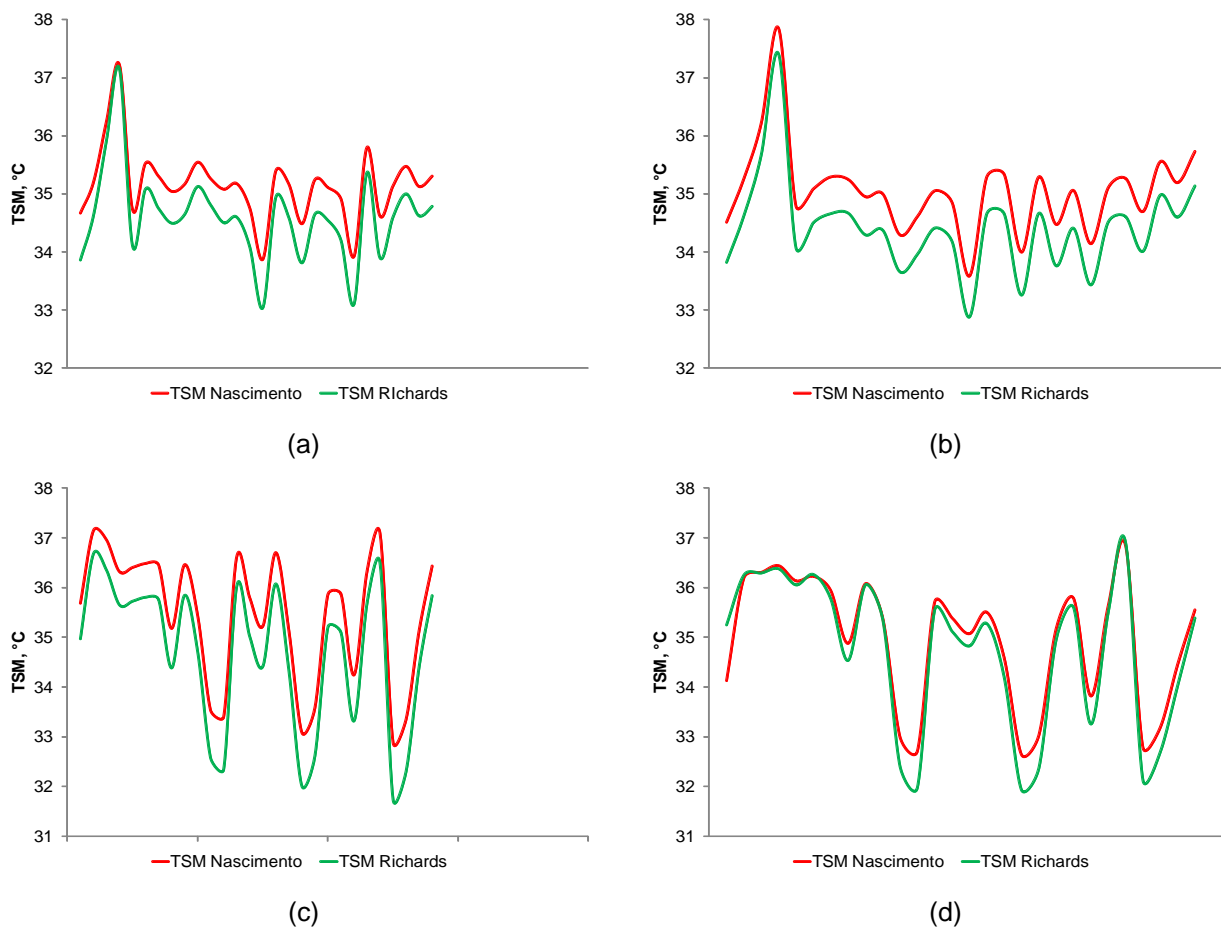 38
37
36
35
34
33
32
TSM, °C
TSM Nascimento TSM RIchards
(a)
38
37
36
35
34
33
32
TSM, °C
TSM Nascimento TSM Richards
(b)
38
37
36
35
34
33
32
31
TSM, °C
TSM Nascimento TSM Richards
(c)
38
37
36
35
34
33
32
31
TSM, °C
TSM Nascimento TSM Richards
(d)